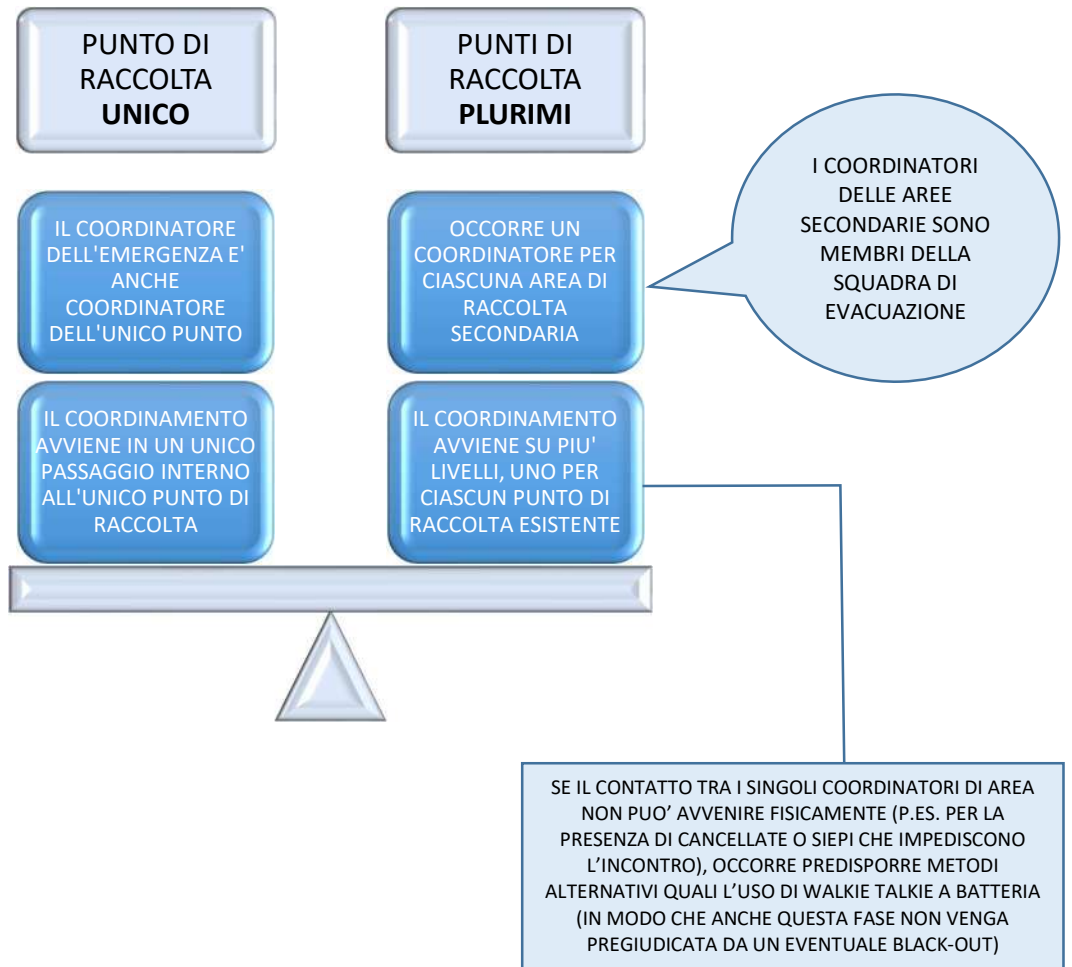 PUNTO DI
RACCOLTA
UNICO
PUNTI DI
RACCOLTA
PLURIMI
I COORDINATORI
DELLE AREE
SECONDARIE SONO
MEMBRI DELLA
SQUADRA DI
EVACUAZIONE
IL COORDINATORE
DELL'EMERGENZA E'
ANCHE
COORDINATORE
DELL'UNICO PUNTO
OCCORRE UN
COORDINATORE PER
CIASCUNA AREA DI
RACCOLTA
SECONDARIA
IL COORDINAMENTO
AVVIENE IN UN UNICO
PASSAGGIO INTERNO
ALL'UNICO PUNTO DI
RACCOLTA
IL COORDINAMENTO
AVVIENE SU PIU'
LIVELLI, UNO PER
CIASCUN PUNTO DI
RACCOLTA ESISTENTE
SE IL CONTATTO TRA I SINGOLI COORDINATORI DI AREA
NON PUO’ AVVENIRE FISICAMENTE (P.ES. PER LA
PRESENZA DI CANCELLATE O SIEPI CHE IMPEDISCONO
L’INCONTRO), OCCORRE PREDISPORRE METODI
ALTERNATIVI QUALI L’USO DI WALKIE TALKIE A BATTERIA
(IN MODO CHE ANCHE QUESTA FASE NON VENGA
PREGIUDICATA DA UN EVENTUALE BLACK-OUT)